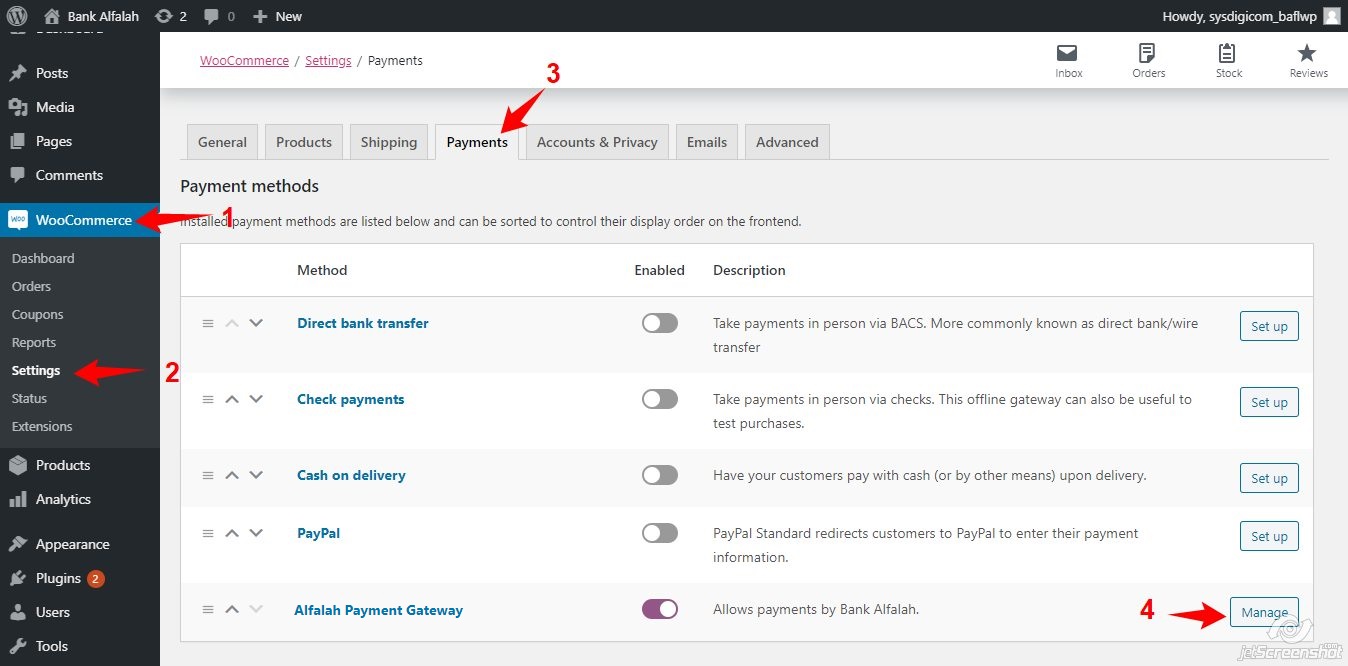 Bank Alfalah 2 0 + New Howdy, sysdigicom_baflwp
Dashboard
Posts
Media
Pages
Comments
WooCommerce
Dashboard
Orders
Coupons
Reports
Settings
Status
Extensions
Products
Analytics
Appearance
Plugins 2
Users
Tools
WooCommerce / Settings / Payments
Inbox Orders Stock Reviews
1
2
3
4
General Products Shipping Payments Accounts & Privacy Emails Advanced
Payment methods
Installed payment methods are listed below and can be sorted to control their display order on the frontend.
Method Enabled Description
Direct bank transfer Take payments in person via BACS. More commonly known as direct bank/wire Set up
transfer
Check payments Take payments in person via checks. This offline gateway can also be useful to Set up
test purchases.
Cash on delivery Have your customers pay with cash (or by other means) upon delivery. Set up
PayPal PayPal Standard redirects customers to PayPal to enter their payment Set up
information.
Alfalah Payment Gateway Allows payments by Bank Alfalah. Manage
jetScreenshot.com